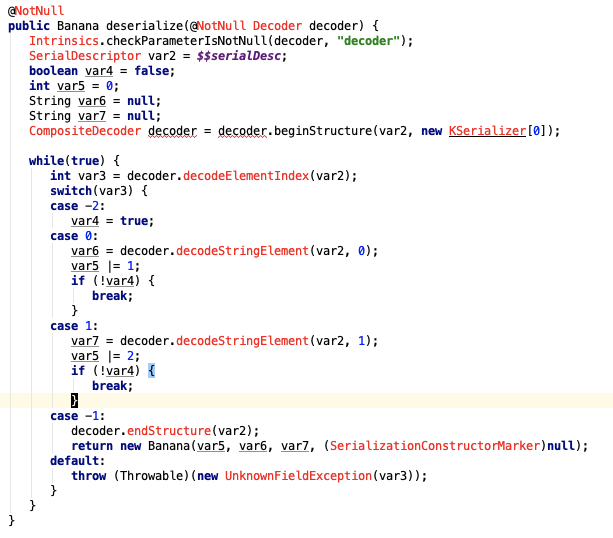 @NotNull
public Banana deserialize(@NotNull Decoder decoder) {
   Intrinsics.checkParameterIsNotNull(decoder, "decoder");
   SerialDescriptor var2 = $$serialDesc;
   boolean var4 = false;
   int var5 = 0;
   String var6 = null;
   String var7 = null;
   CompositeDecoder decoder = decoder.beginStructure(var2, new KSerializer[0]);

   while(true) {
      int var3 = decoder.decodeElementIndex(var2);
      switch(var3) {
      case -2:
         var4 = true;
      case 0:
         var6 = decoder.decodeStringElement(var2, 0);
         var5 |= 1;
         if (!var4) {
            break;
         }
      case 1:
         var7 = decoder.decodeStringElement(var2, 1);
         var5 |= 2;
         if (!var4) {
            break;
         }
      case -1:
         decoder.endStructure(var2);
         return new Banana(var5, var6, var7, (SerializationConstructorMarker)null);
      default:
         throw (Throwable)(new UnknownFieldException(var3));
      }
   }
}